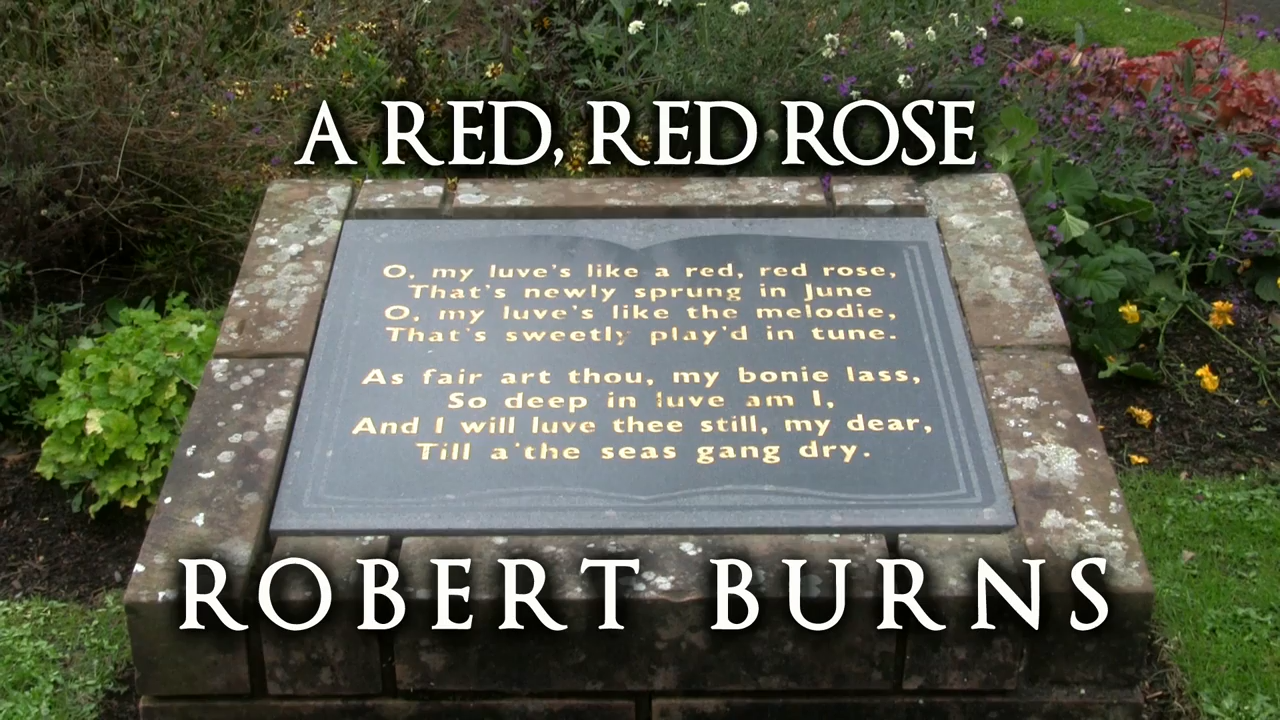 A RED, RED ROSE
O, my luve's like a red, red rose,
That's newly sprung in June
O, my luve's like the melodie,
That's sweetly play'd in tune.
As fair art thou, my bonie lass,
So deep in luve am I,
And I will luve thee still, my dear,
Till a'the seas gang dry.
ROBERT BURNS